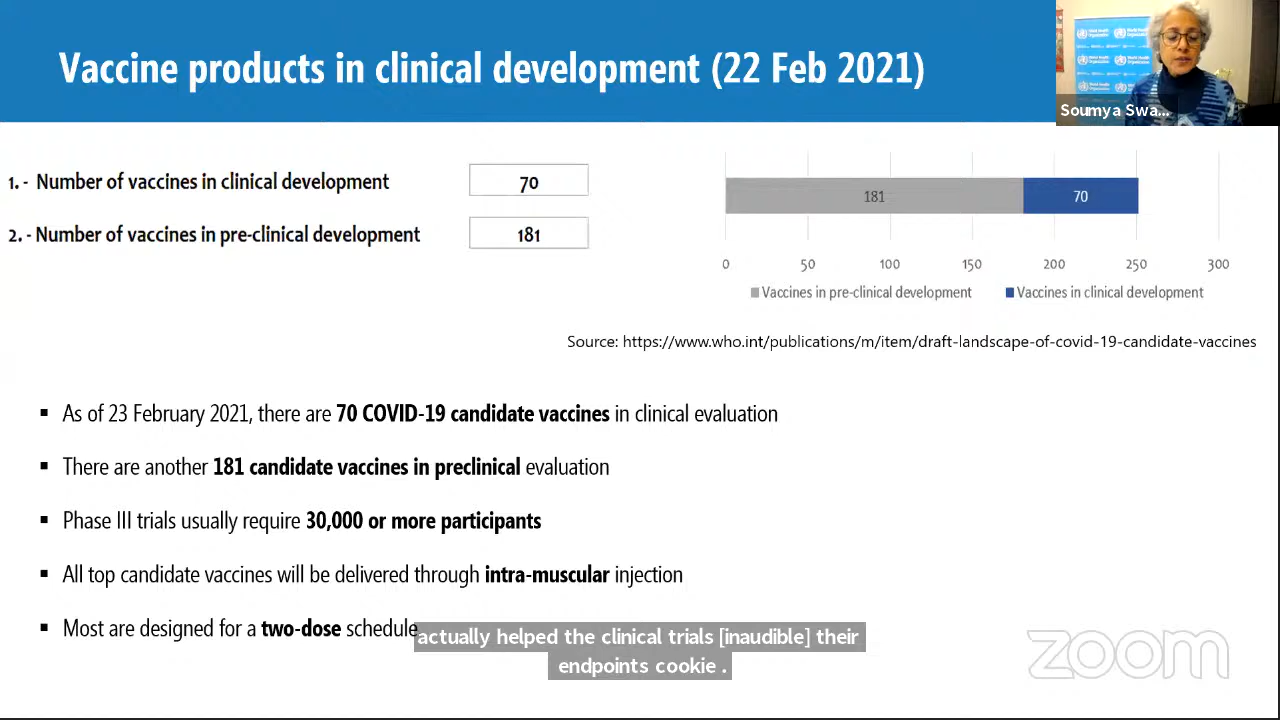 Vaccine products in clinical development (22 Feb 2021)
Soumya Swa...
1. - Number of vaccines in clinical development 70
2. - Number of vaccines in pre-clinical development 181
181 70
0 50 100 150 200 250 300
Vaccines in pre-clinical development Vaccines in clinical development
Source: https://www.who.int/publications/m/item/draft-landscape-of-covid-19-candidate-vaccines
▪ As of 23 February 2021, there are 70 COVID-19 candidate vaccines in clinical evaluation
▪ There are another 181 candidate vaccines in preclinical evaluation
▪ Phase III trials usually require 30,000 or more participants
▪ All top candidate vaccines will be delivered through intra-muscular injection
▪ Most are designed for a two-dose schedule
actually helped the clinical trials [inaudible] their
endpoints cookie .
zoom